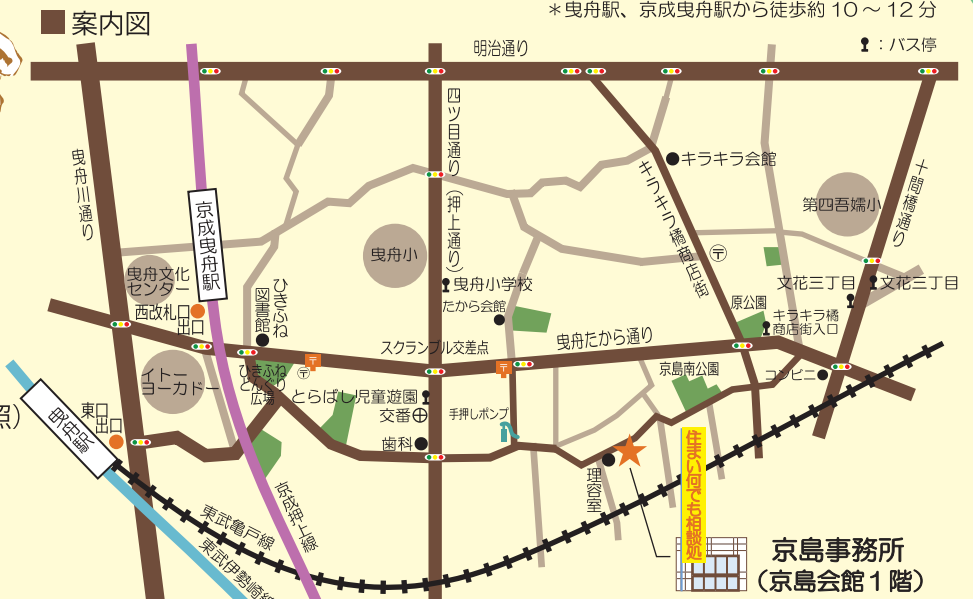 案内図
＊曳舟駅、京成曳舟駅から徒歩約 10 ～ 12 分
：バス停
明治通り
四ツ目通り（押上通り）
曳舟川通り
京成曳舟駅
キラキラ会館
キラキラ橘商店街
第四吾嬬小
十間橋通り
曳舟小
曳舟文化
センター
西改札口
出口
ひきふね
図書館
曳舟小学校
たから会館
文花三丁目
文花三丁目
原公園
キラキラ橘
商店街入口
スクランブル交差点
曳舟たから通り
イトー
ヨーカドー
ひきふね
どんぐり
広場
とらばし児童遊園
交番
手押しポンプ
京島南公園
コンビニ
歯科
東口
出口
曳舟駅
照）
理容室
住まい何でも相談処
京成押上線
東武亀戸線
東武伊勢崎線
京島事務所
（京島会館１階）